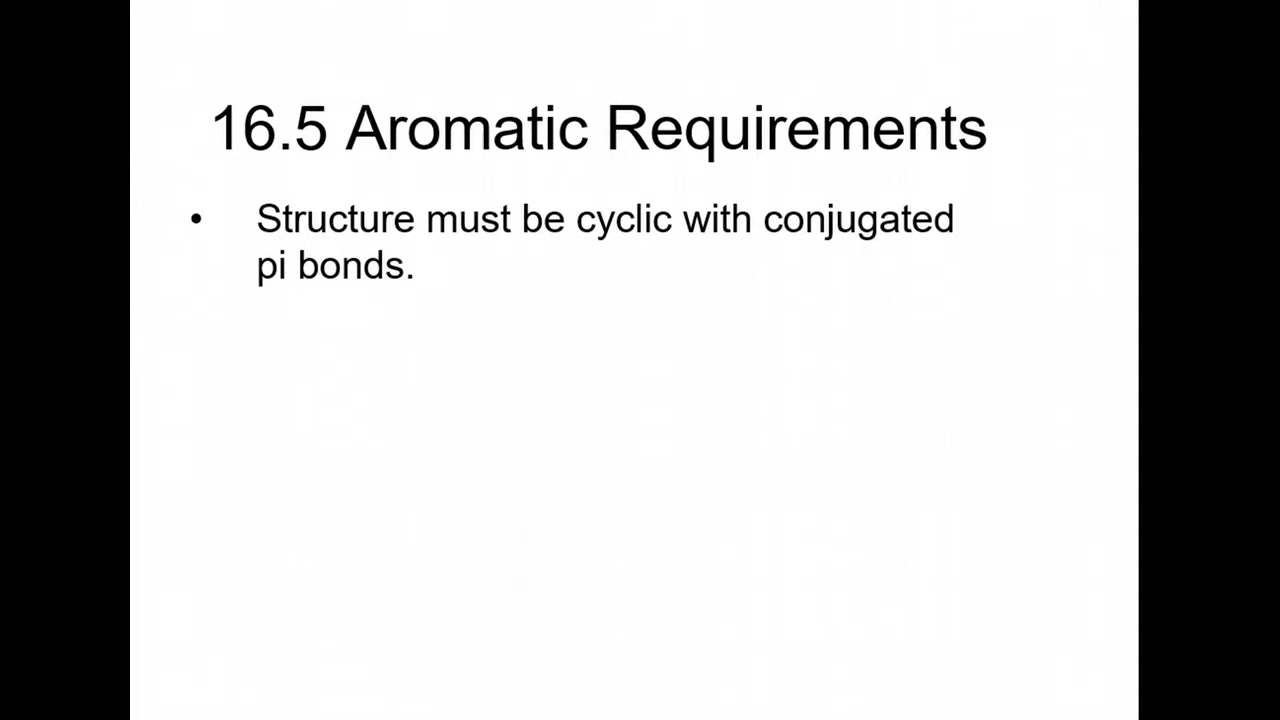 16.5 Aromatic Requirements
• Structure must be cyclic with conjugated
pi bonds.